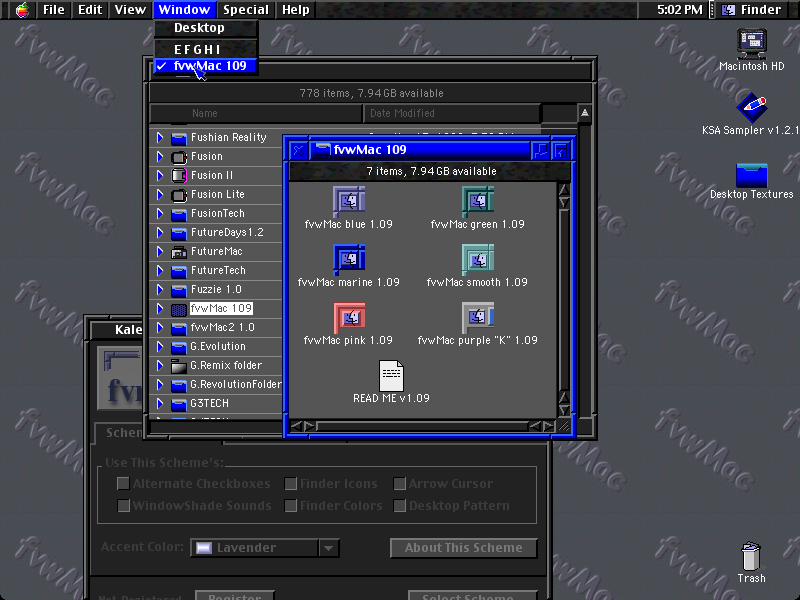 File Edit View Window Special Help 5:02 PM Finder
Desktop
E F G H I
fvwMac 109
778 items, 7.94 GB available
Name Date Modified
Fushian Reality
Fusion
Fusion II
Fusion Lite
FusionTech
FutureDays1.2
FutureMac
FutureTech
Fuzzie 1.0
fvwMac 109
fvwMac2 1.0
G.Evolution
G.Remix folder
G.RevolutionFolder
G3TECH
fvwMac 109
7 items, 7.94 GB available
fvwMac blue 1.09
fvwMac green 1.09
fvwMac marine 1.09
fvwMac smooth 1.09
fvwMac pink 1.09
fvwMac purple "K" 1.09
READ ME v1.09
Macintosh HD
KSA Sampler v1.2.1
Desktop Textures
Trash
Kale
fvw
Schem
Use This Scheme's:
Alternate Checkboxes
Finder Icons
Arrow Cursor
WindowShade Sounds
Finder Colors
Desktop Pattern
Accent Color: Lavender
About This Scheme
Not Registered
Register
Select Scheme
fvwMac